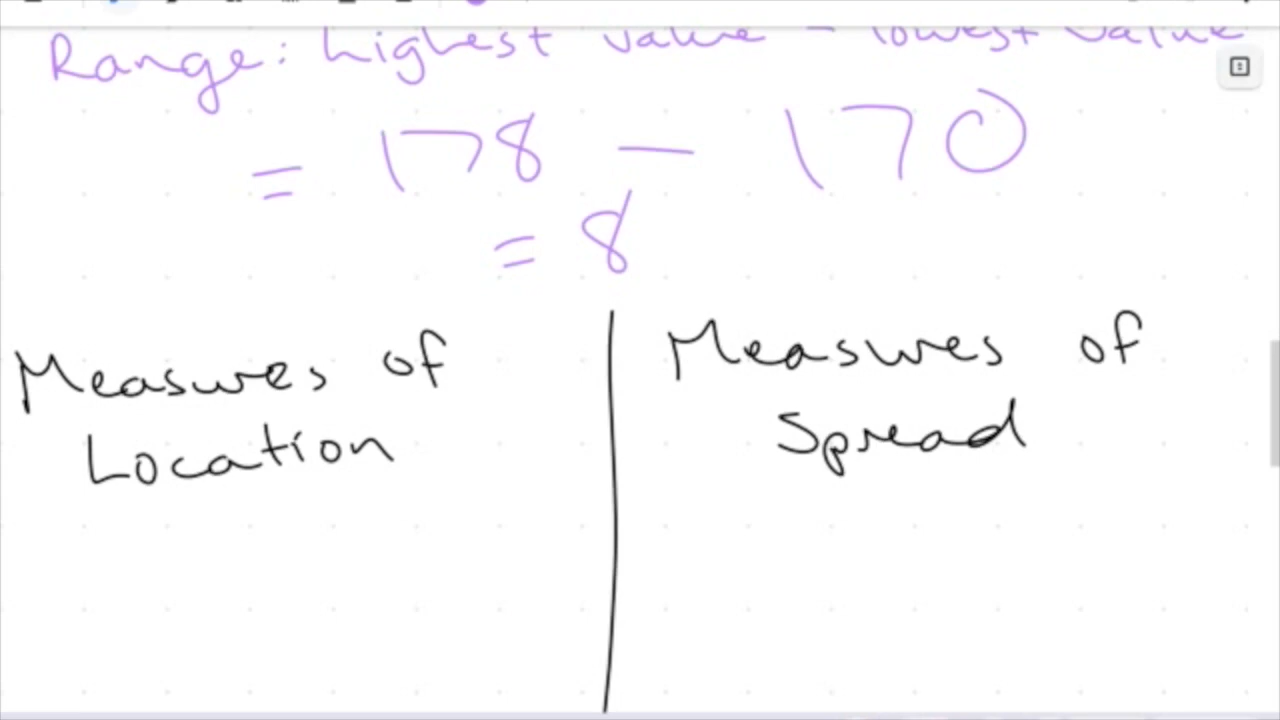 Range: highest value - lowest value
= 178 - 170
= 8
Measures of
Location
Measures of
Spread